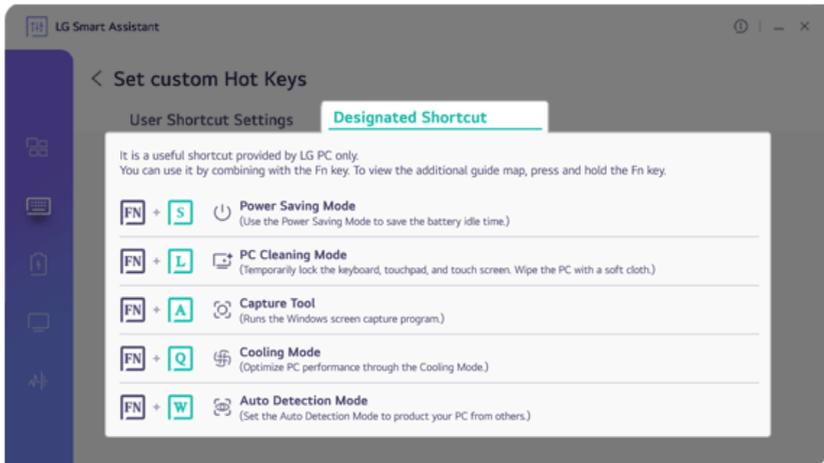 LG Smart Assistant
Set custom Hot Keys
User Shortcut Settings
Designated Shortcut
It is a useful shortcut provided by LG PC only.
You can use it by combining with the Fn key. To view the additional guide map, press and hold the Fn key.
FN + S Power Saving Mode
(Use the Power Saving Mode to save the battery idle time.)
FN + L PC Cleaning Mode
(Temporarily lock the keyboard, touchpad, and touch screen. Wipe the PC with a soft cloth.)
FN + A Capture Tool
(Runs the Windows screen capture program.)
FN + Q Cooling Mode
(Optimize PC performance through the Cooling Mode.)
FN + W Auto Detection Mode
(Set the Auto Detection Mode to product your PC from others.)